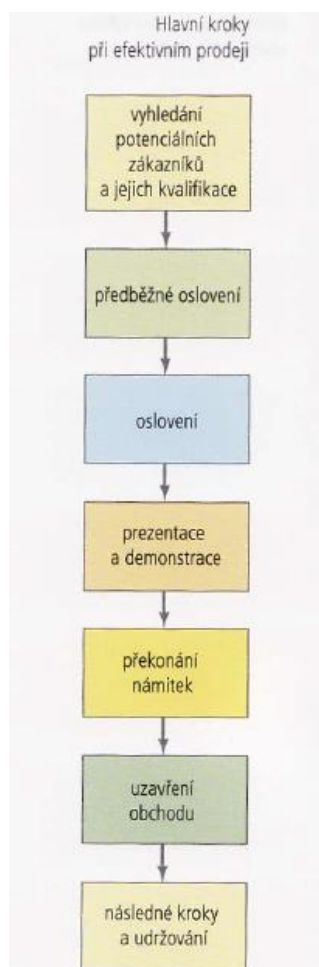 Hlavní kroky
při efektivním prodeji
vyhledání
potenciálních
zákazníků
a jejich kvalifikace
předběžné oslovení
oslovení
prezentace
a demonstrace
překonání
námitek
uzavření
obchodu
následné kroky
a udržování